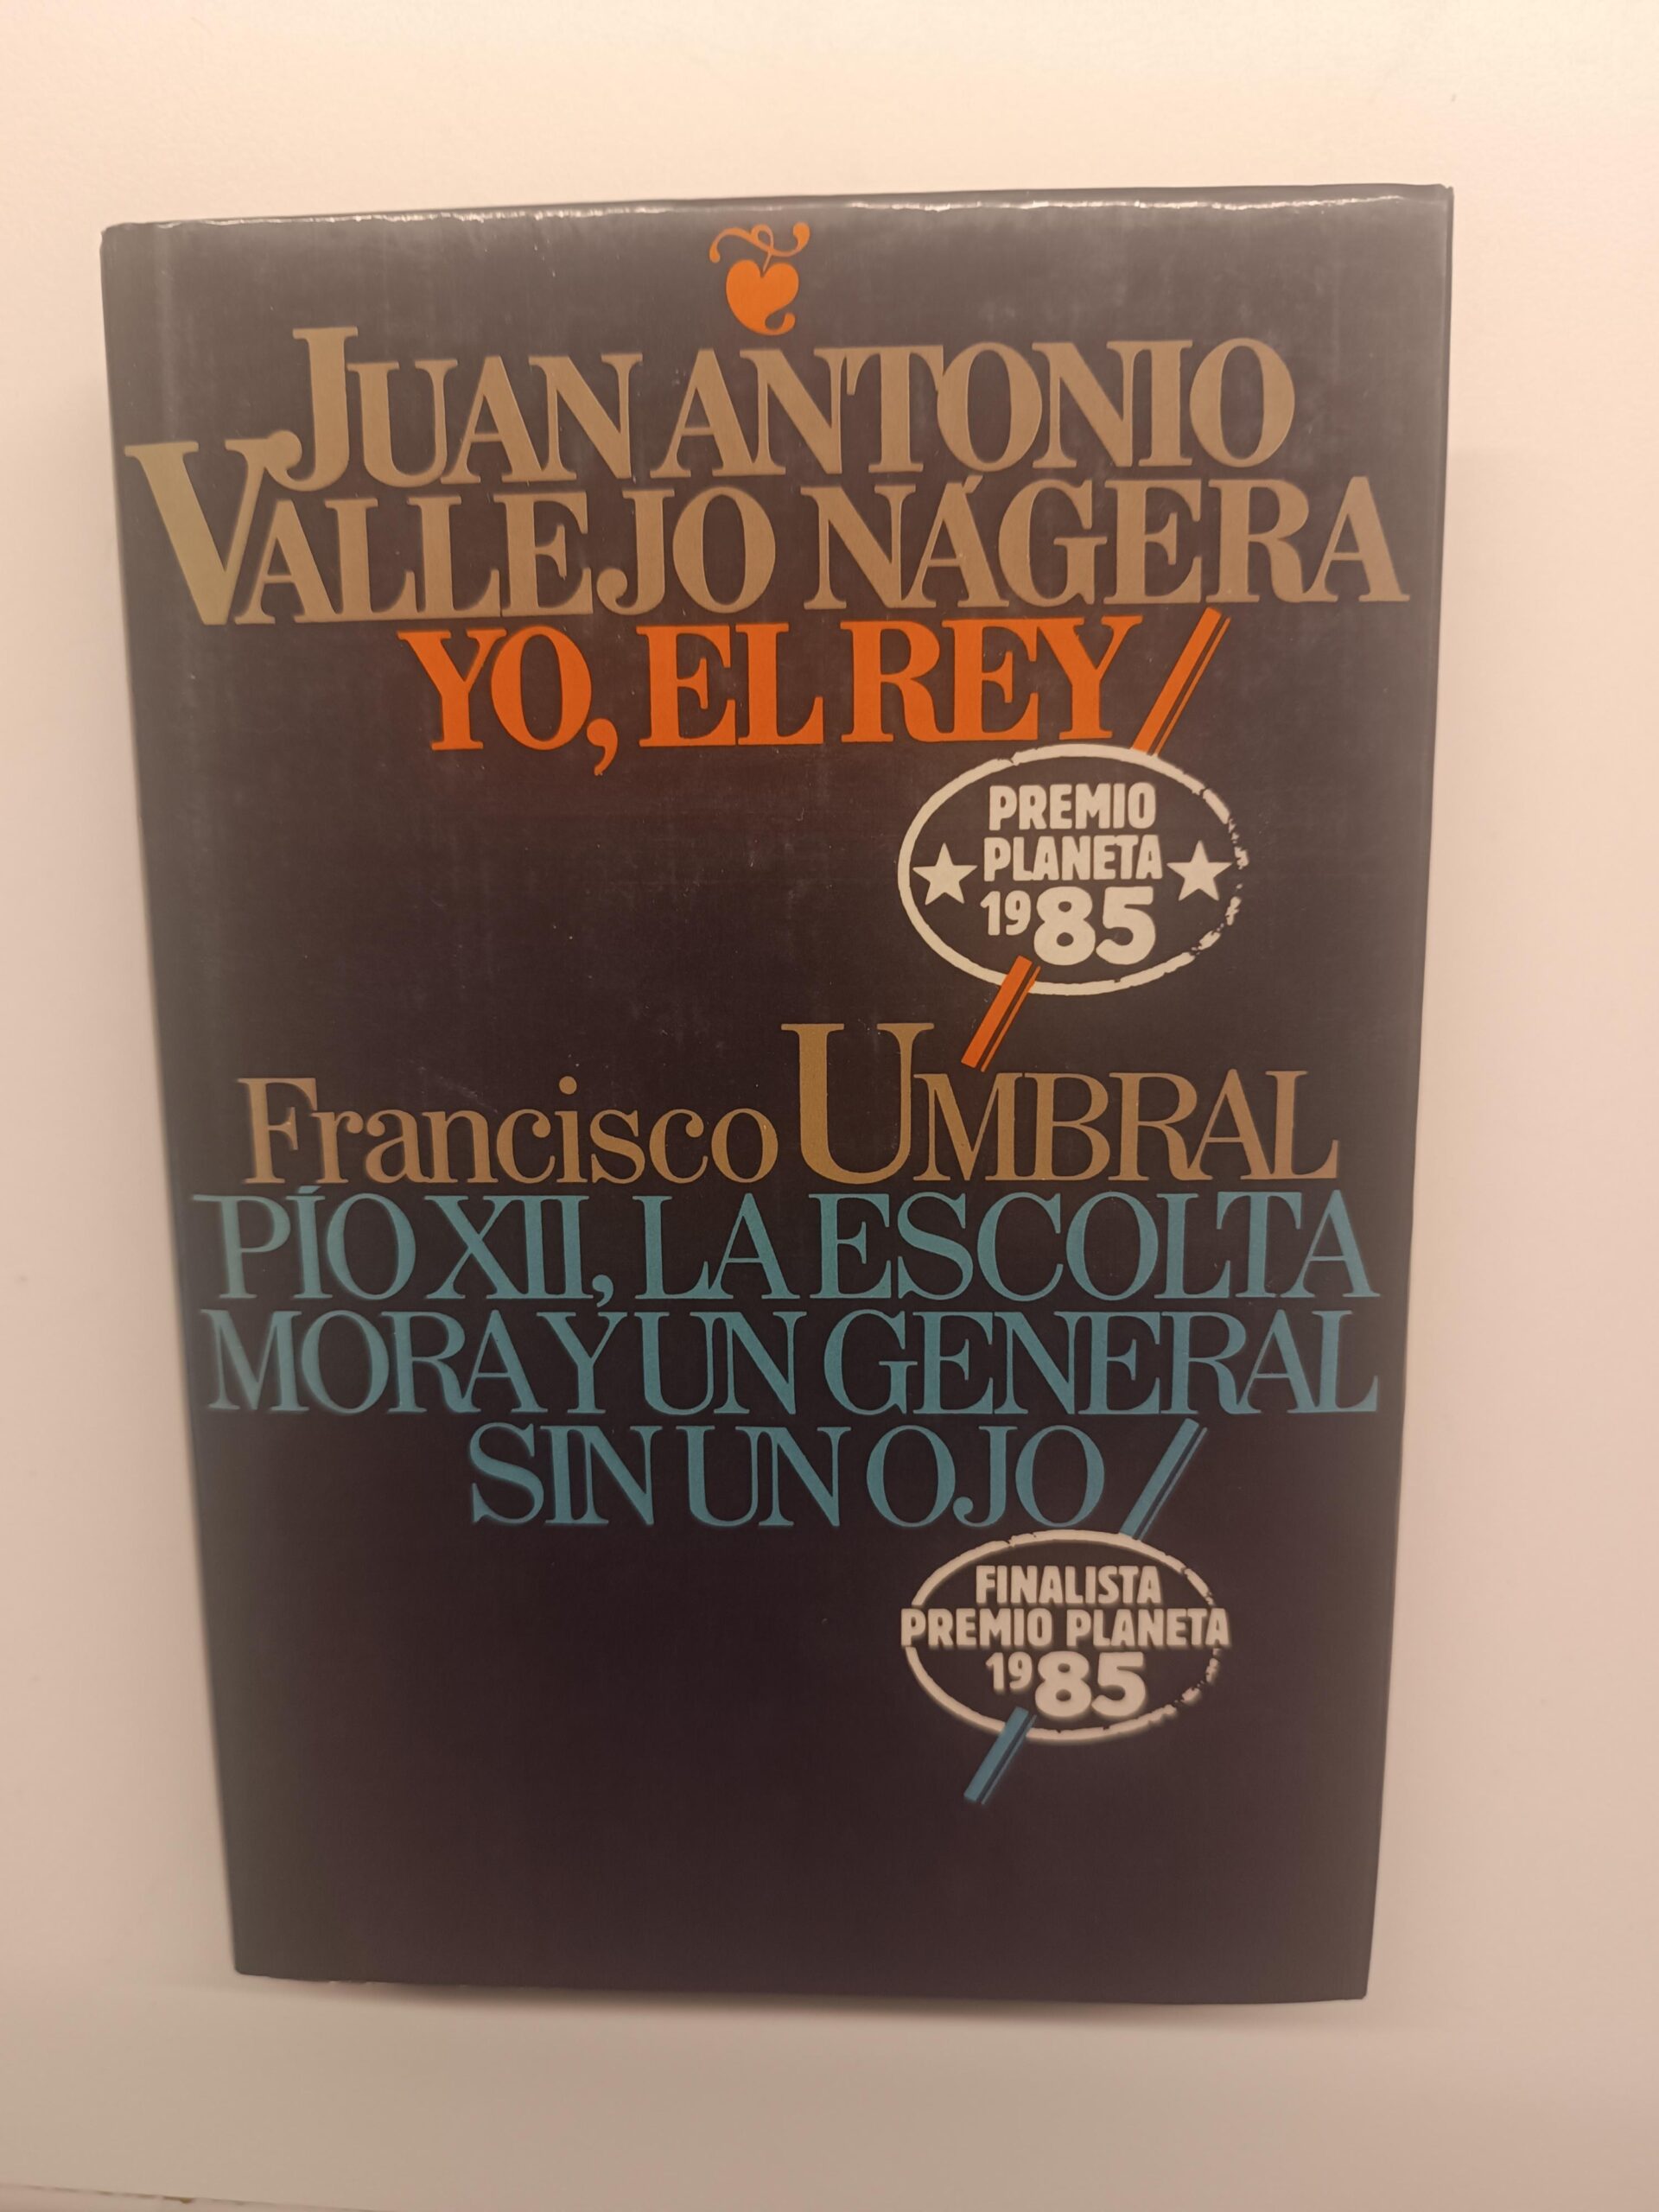 JUAN ANTONIO
VALLEJO NÁGERA
YO, EL REY
PREMIO
PLANETA
1985
Francisco UMBRAL
PÍO XII, LA ESCOLTA
MORA Y UN GENERAL
SIN UN OJO
FINALISTA
PREMIO PLANETA
1985